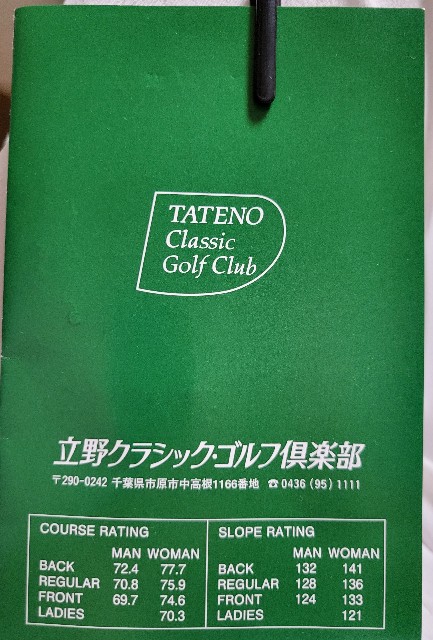 TATENO
Classic
Golf Club
立野クラシック・ゴルフ倶楽部
〒290-0242 千葉県市原市中高根1166番地 ☎0436 (95) 1111
COURSE RATING
MAN WOMAN
BACK 72.4 77.7
REGULAR 70.8 75.9
FRONT 69.7 74.6
LADIES 70.3
SLOPE RATING
MAN WOMAN
BACK 132 141
REGULAR 128 136
FRONT 124 133
LADIES 121